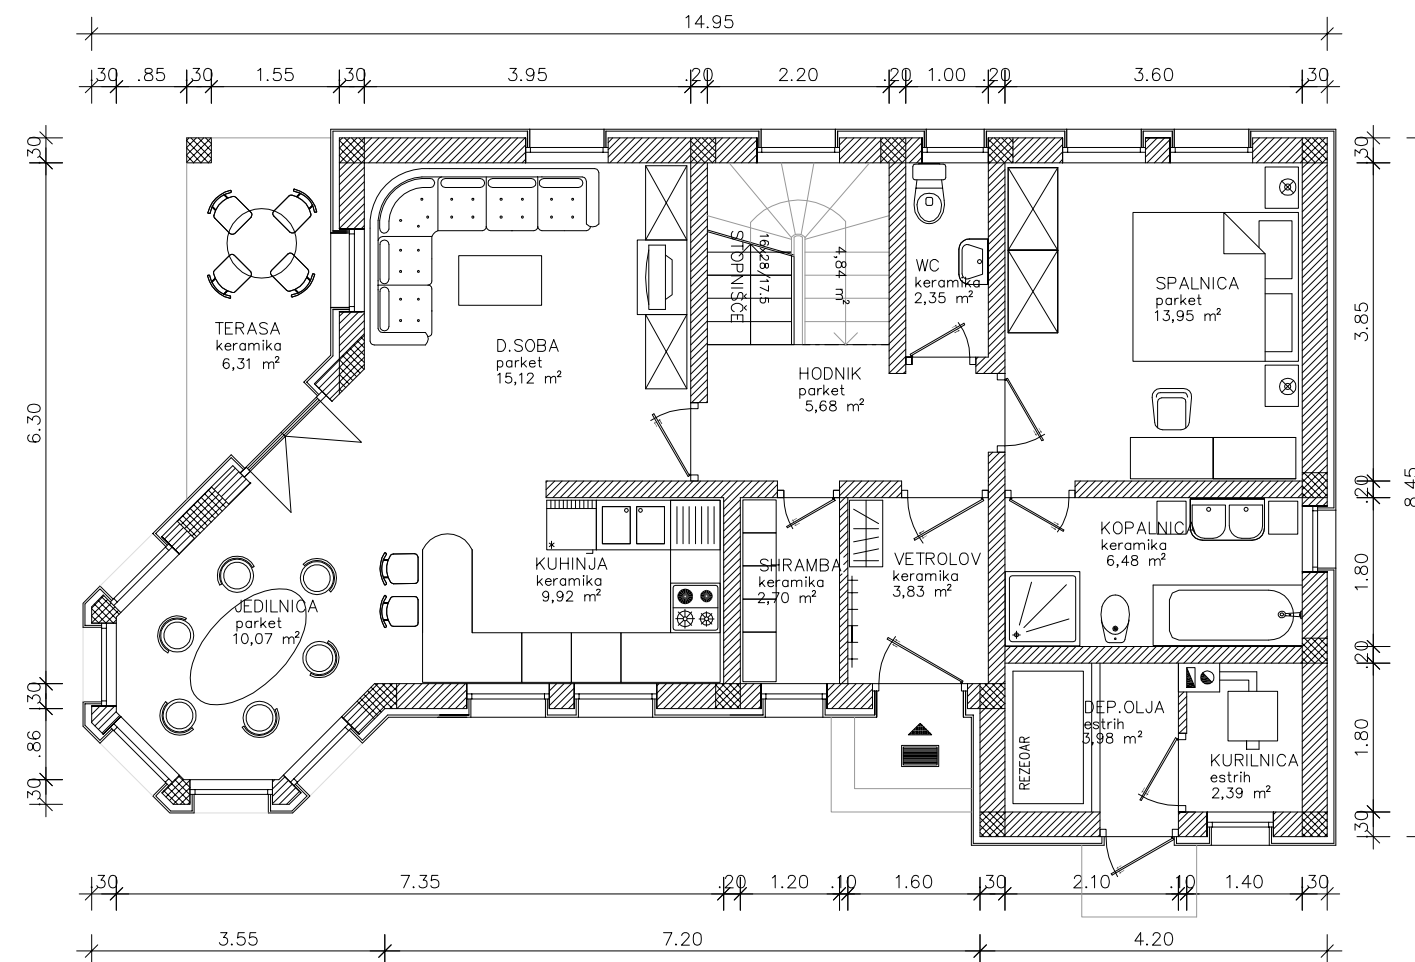 14.95
.30 .85 .30 1.55 .30 3.95 .20 2.20 .20 1.00 .20 3.60 .30
.30
6.30
.30
.86
.30
.30
3.85
.20
1.80
.20
1.80
.30
8.45
TERASA
keramika
6,31 m²
D.SOBA
parket
15,12 m²
STOPNIŠČE
16x28/17.5
4,84 m²
WC
keramika
2,35 m²
SPALNICA
parket
13,95 m²
HODNIK
parket
5,68 m²
KUHINJA
keramika
9,92 m²
SHRAMBA
keramika
2,70 m²
VETROLOV
keramika
3,83 m²
KOPALNICA
keramika
6,48 m²
JEDILNICA
parket
10,07 m²
DEP.OLJA
estrih
3,98 m²
REZEOAR
KURILNICA
estrih
2,39 m²
.30 7.35 .20 1.20 .10 1.60 .30 2.10 .10 1.40 .30
3.55 7.20 4.20